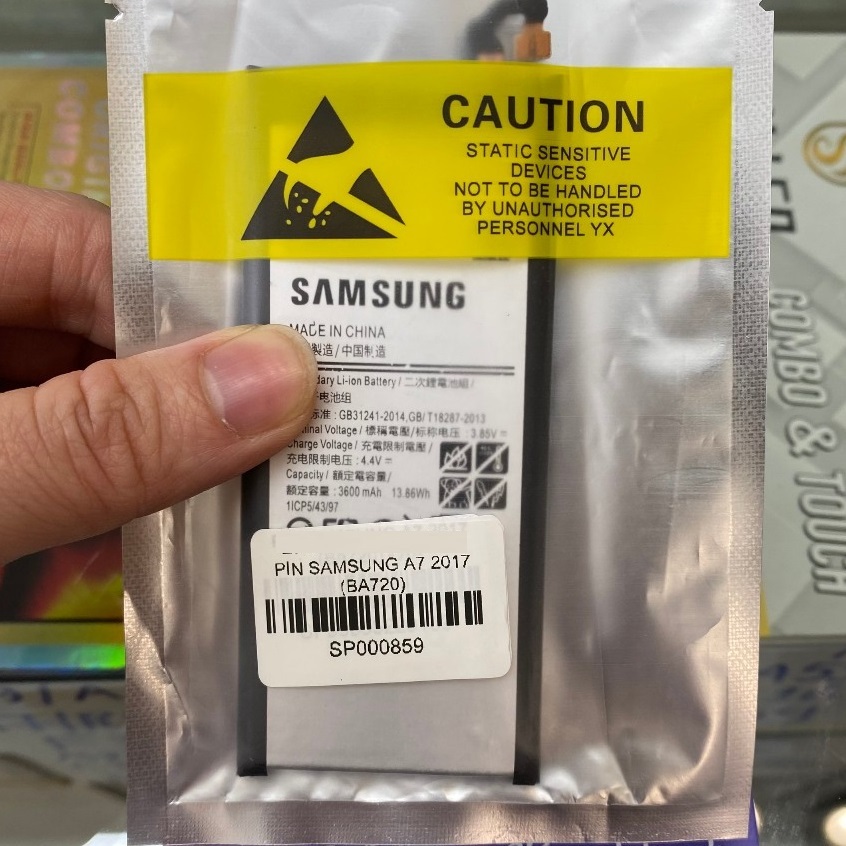 CAUTION
STATIC SENSITIVE
DEVICES
NOT TO BE HANDLED
BY UNAUTHORISED
PERSONNEL YX
SAMSUNG
MADE IN CHINA
製造/中国制造
Li-ion Battery/二次鋰電池組/
电池组
标准:GB31241-2014,GB/T18287-2013
Voltage/標稱電壓/标称电压:3.85V
Charge Voltage/充電限制電壓/
充电限制电压:4.4V
Capacity/額定電容量/
額定容量:3600mAh 13.86Wh
1ICP5/43/97
PIN SAMSUNG A7 2017
(BA720)
SP000859
COMBO & TOUCH
COMBO